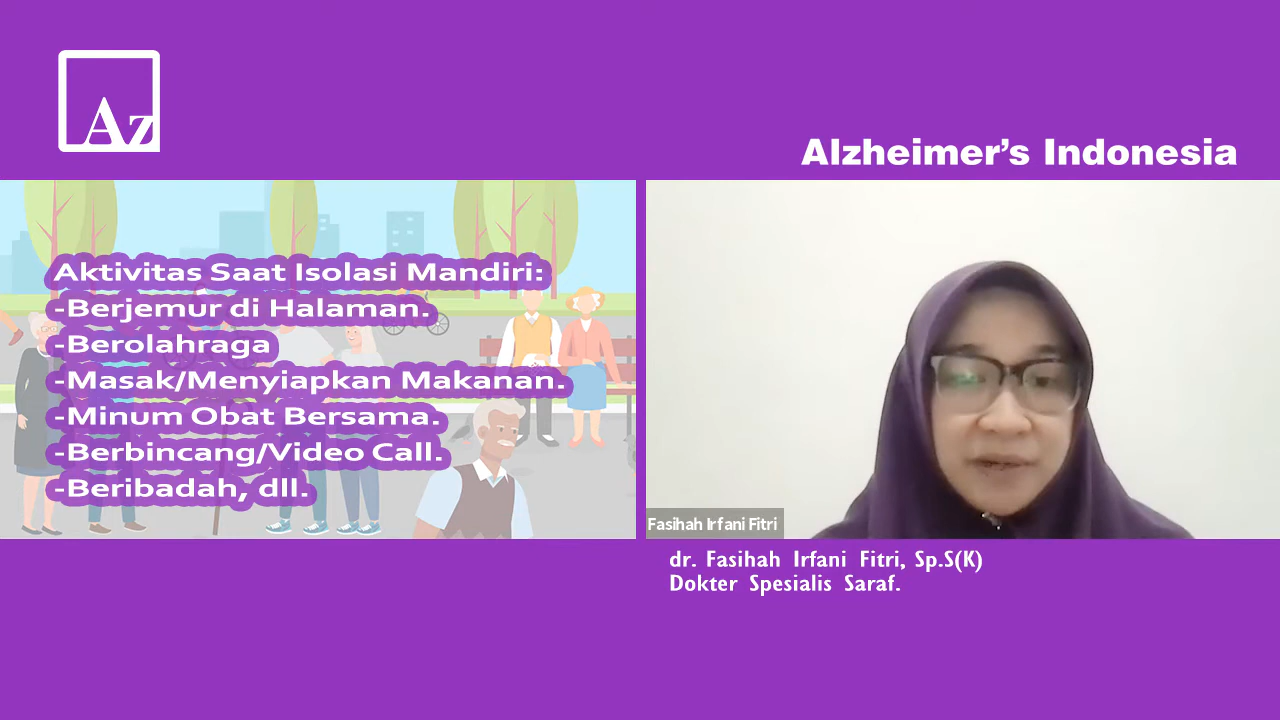 Az
Alzheimer’s Indonesia
Aktivitas Saat Isolasi Mandiri:
-Berjemur di Halaman.
-Berolahraga
-Masak/Menyiapkan Makanan.
-Minum Obat Bersama.
-Berbincang/Video Call.
-Beribadah, dll.
Fasihah Irfani Fitri
dr. Fasihah Irfani Fitri, Sp.S(K)
Dokter Spesialis Saraf.